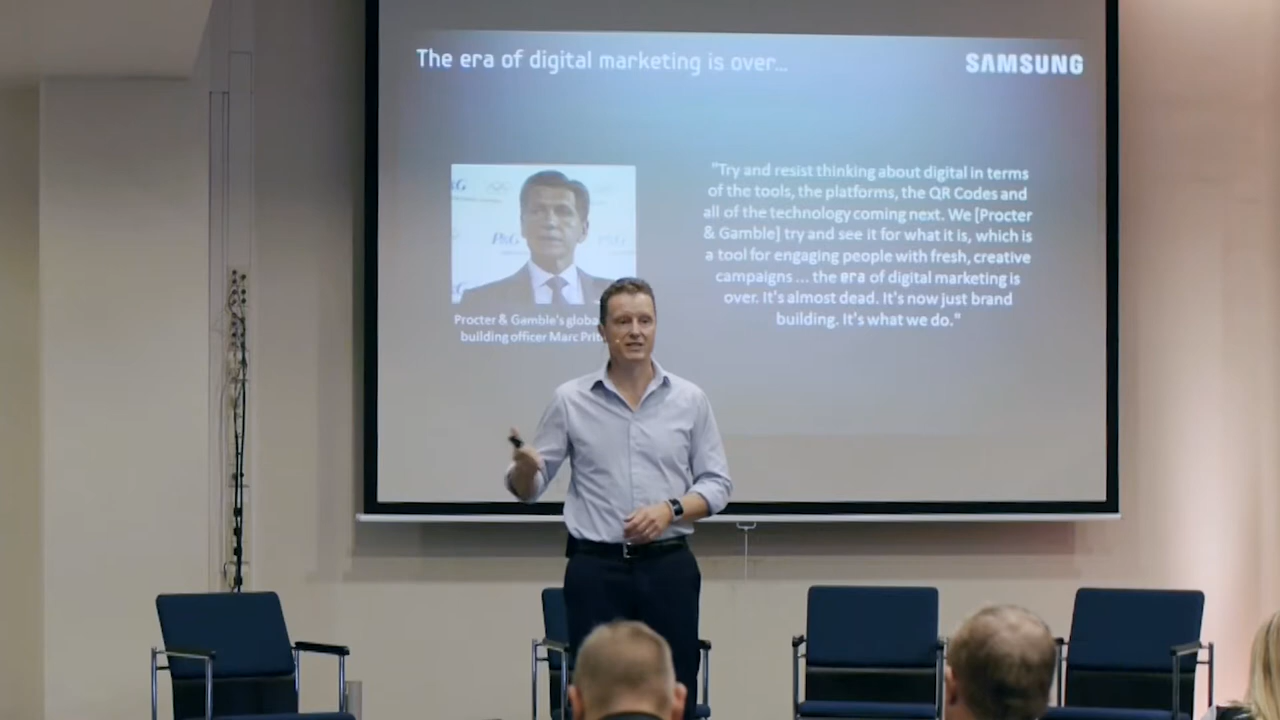 The era of digital marketing is over...
SAMSUNG
P&G
"Try and resist thinking about digital in terms
of the tools, the platforms, the QR Codes and
all of the technology coming next. We [Procter
& Gamble] try and see it for what it is, which is
a tool for engaging people with fresh, creative
campaigns ... the era of digital marketing is
over. It's almost dead. It's now just brand
building. It's what we do."
Procter & Gamble's
building officer Marc